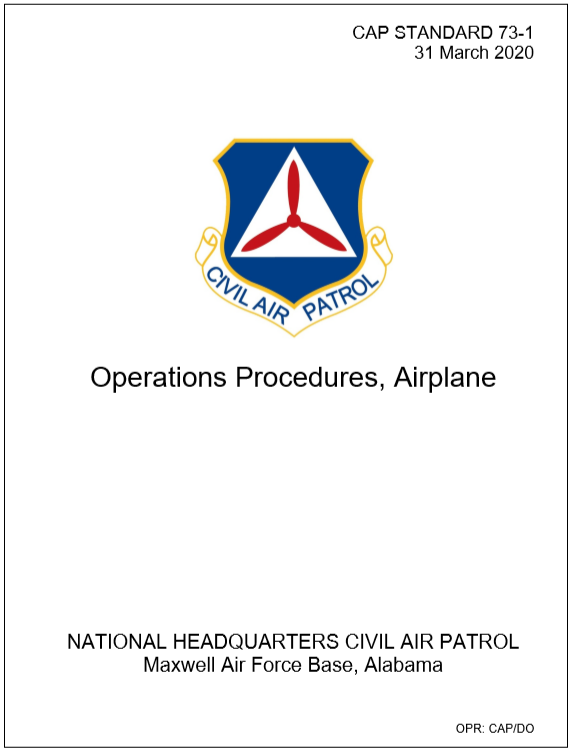 CAP STANDARD 73-1
31 March 2020
CIVIL AIR PATROL
Operations Procedures, Airplane
NATIONAL HEADQUARTERS CIVIL AIR PATROL
Maxwell Air Force Base, Alabama
OPR: CAP/DO